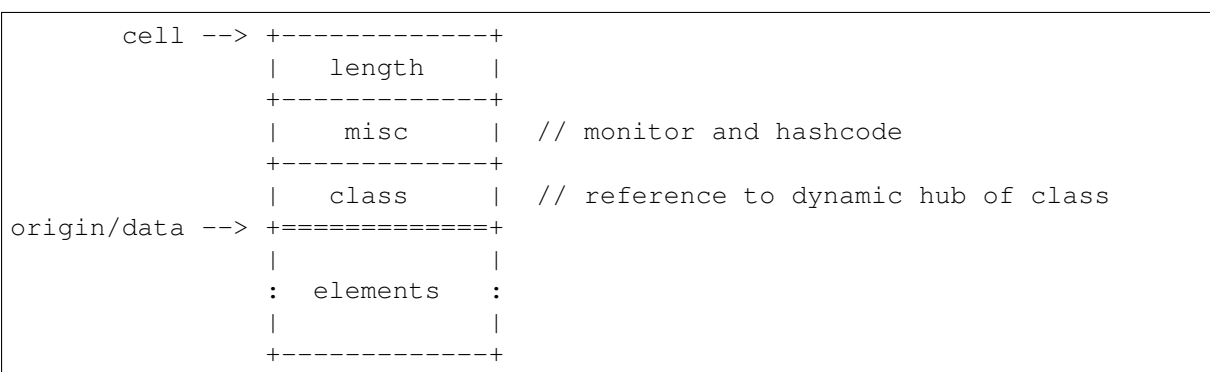 cell --> +-------------+
| length |
+-------------+
| misc | // monitor and hashcode
+-------------+
| class | // reference to dynamic hub of class
origin/data --> +=============+
| |
: elements :
| |
+-------------+